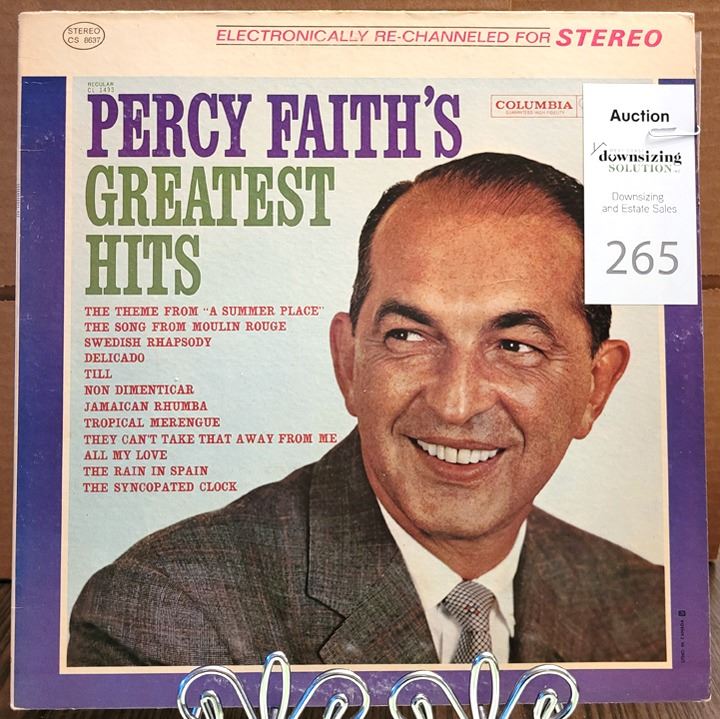 STEREO
CS 8637
ELECTRONICALLY RE-CHANNELED FOR STEREO
REGULAR
CL 1493
PERCY FAITH'S
GREATEST
HITS
COLUMBIA
GUARANTEED HIGH FIDELITY
THE THEME FROM "A SUMMER PLACE"
THE SONG FROM MOULIN ROUGE
SWEDISH RHAPSODY
DELICADO
TILL
NON DIMENTICAR
JAMAICAN RHUMBA
TROPICAL MERENGUE
THEY CAN'T TAKE THAT AWAY FROM ME
ALL MY LOVE
THE RAIN IN SPAIN
THE SYNCOPATED CLOCK
Auction
downsizing
SOLUTION
Downsizing
and Estate Sales
265